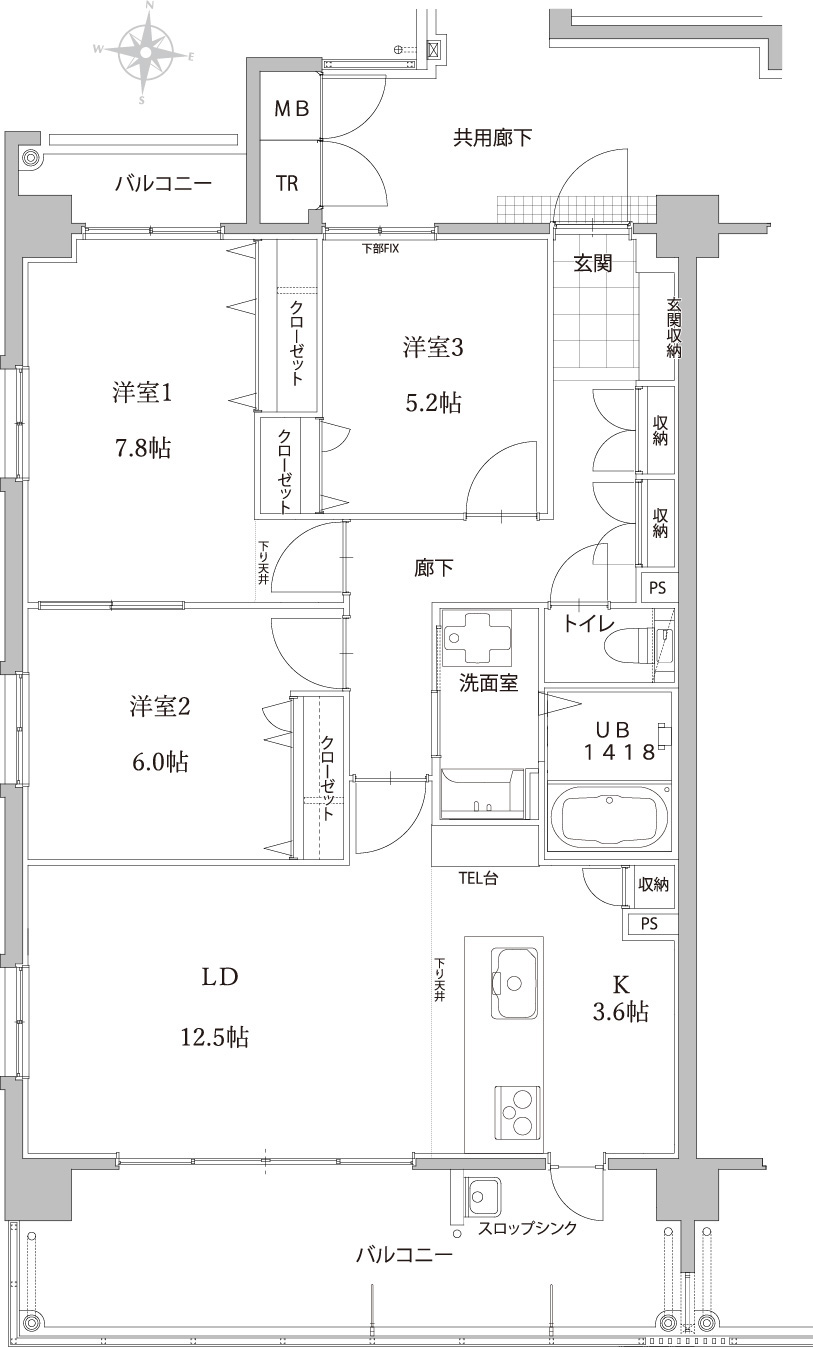 N
W
E
S
MB
共用廊下
バルコニー
TR
下部FIX
玄関
玄関収納
クローゼット
洋室3
5.2帖
洋室1
7.8帖
収納
クローゼット
収納
下り天井
廊下
PS
トイレ
洗面室
洋室2
6.0帖
UB
1418
クローゼット
TEL台
収納
PS
下り天井
LD
12.5帖
K
3.6帖
スロップシンク
バルコニー